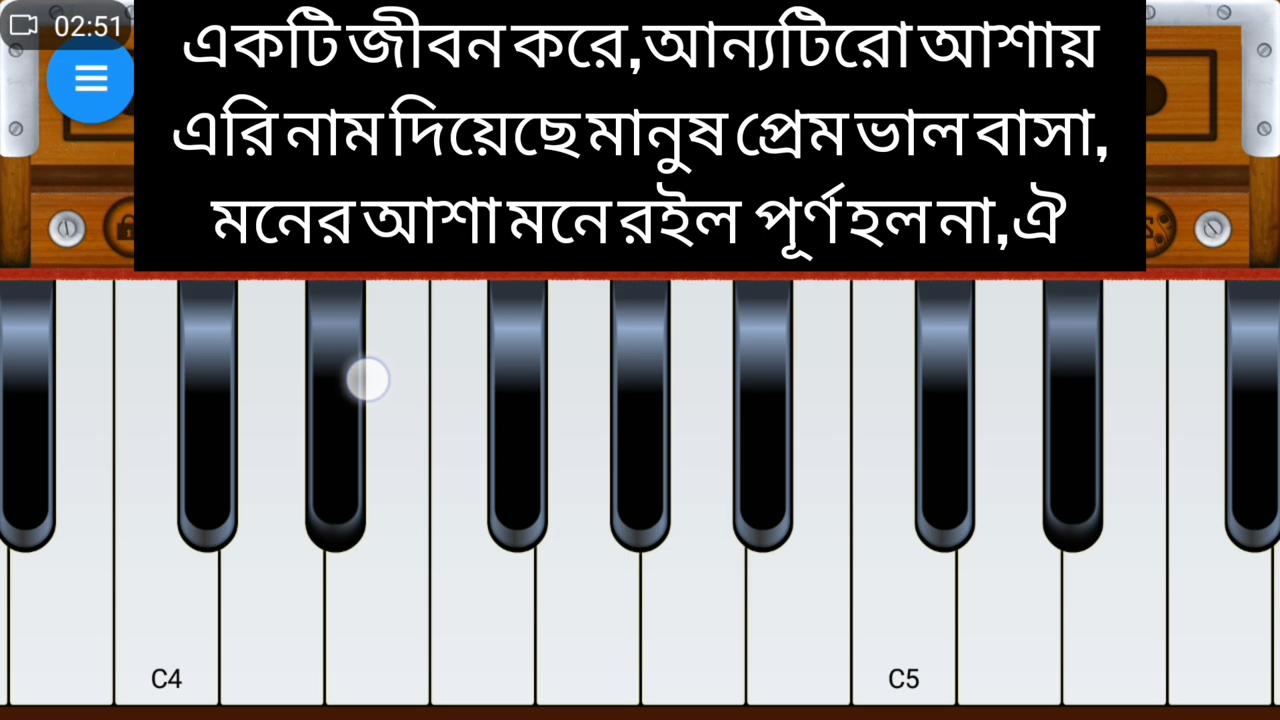 02:51
একটি জীবন করে,আন্যটিরো আশায়
এরি নাম দিয়েছে মানুষ প্রেম ভাল বাসা,
মনের আশা মনে রইল পূর্ণ হল না,ঐ
C4 C5